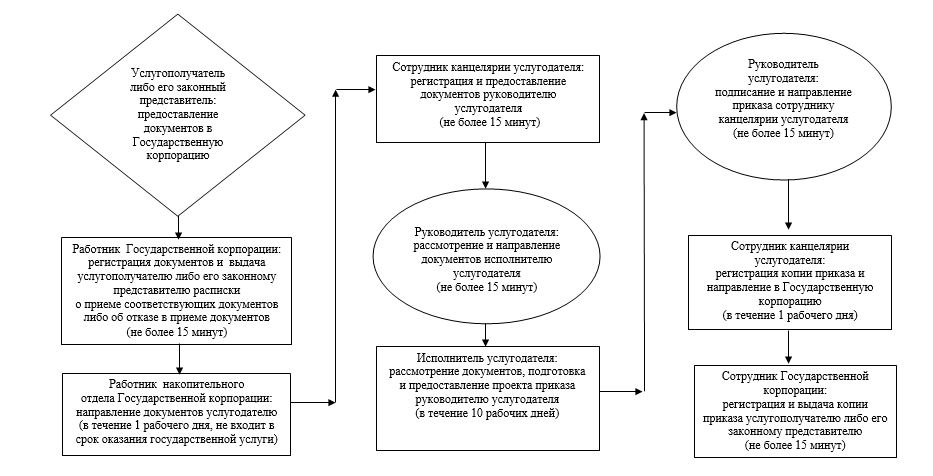 Услугополучатель
либо его законный
представитель:
предоставление
документов в
Государственную
корпорацию
Работник Государственной корпорации:
регистрация документов и выдача
услугополучателю либо его законному
представителю расписки
о приеме соответствующих документов
либо об отказе в приеме документов
(не более 15 минут)
Работник накопительного
отдела Государственной корпорации:
направление документов услугодателю
(в течение 1 рабочего дня, не входит в
срок оказания государственной услуги)
Сотрудник канцелярии услугодателя:
регистрация и предоставление
документов руководителю
услугодателя
(не более 15 минут)
Руководитель услугодателя:
рассмотрение и направление
документов исполнителю
услугодателя
(не более 15 минут)
Исполнитель услугодателя:
рассмотрение документов, подготовка
и предоставление проекта приказа
руководителю услугодателя
(в течение 10 рабочих дней)
Руководитель
услугодателя:
подписание и направление
приказа сотруднику
канцелярии услугодателя
(не более 15 минут)
Сотрудник канцелярии
услугодателя:
регистрация копии приказа и
направление в Государственную
корпорацию
(в течение 1 рабочего дня)
Сотрудник Государственной
корпорации:
регистрация и выдача копии
приказа услугополучателю либо его
законному представителю
(не более 15 минут)